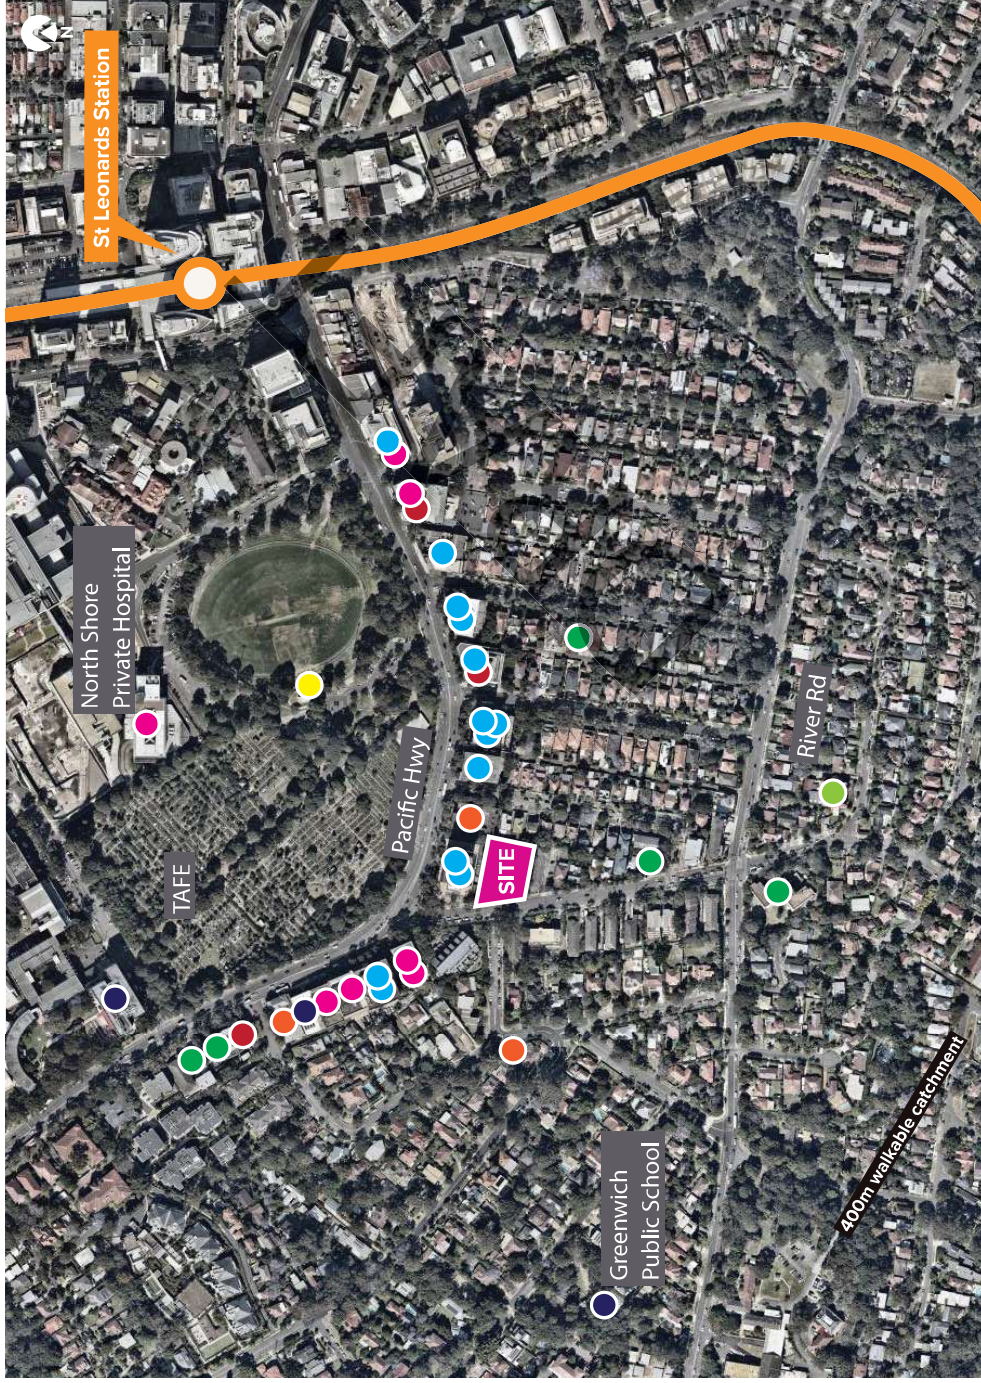 N
St Leonards Station
North Shore
Private Hospital
TAFE
Pacific Hwy
SITE
River Rd
Greenwich
Public School
400m walkable catchment